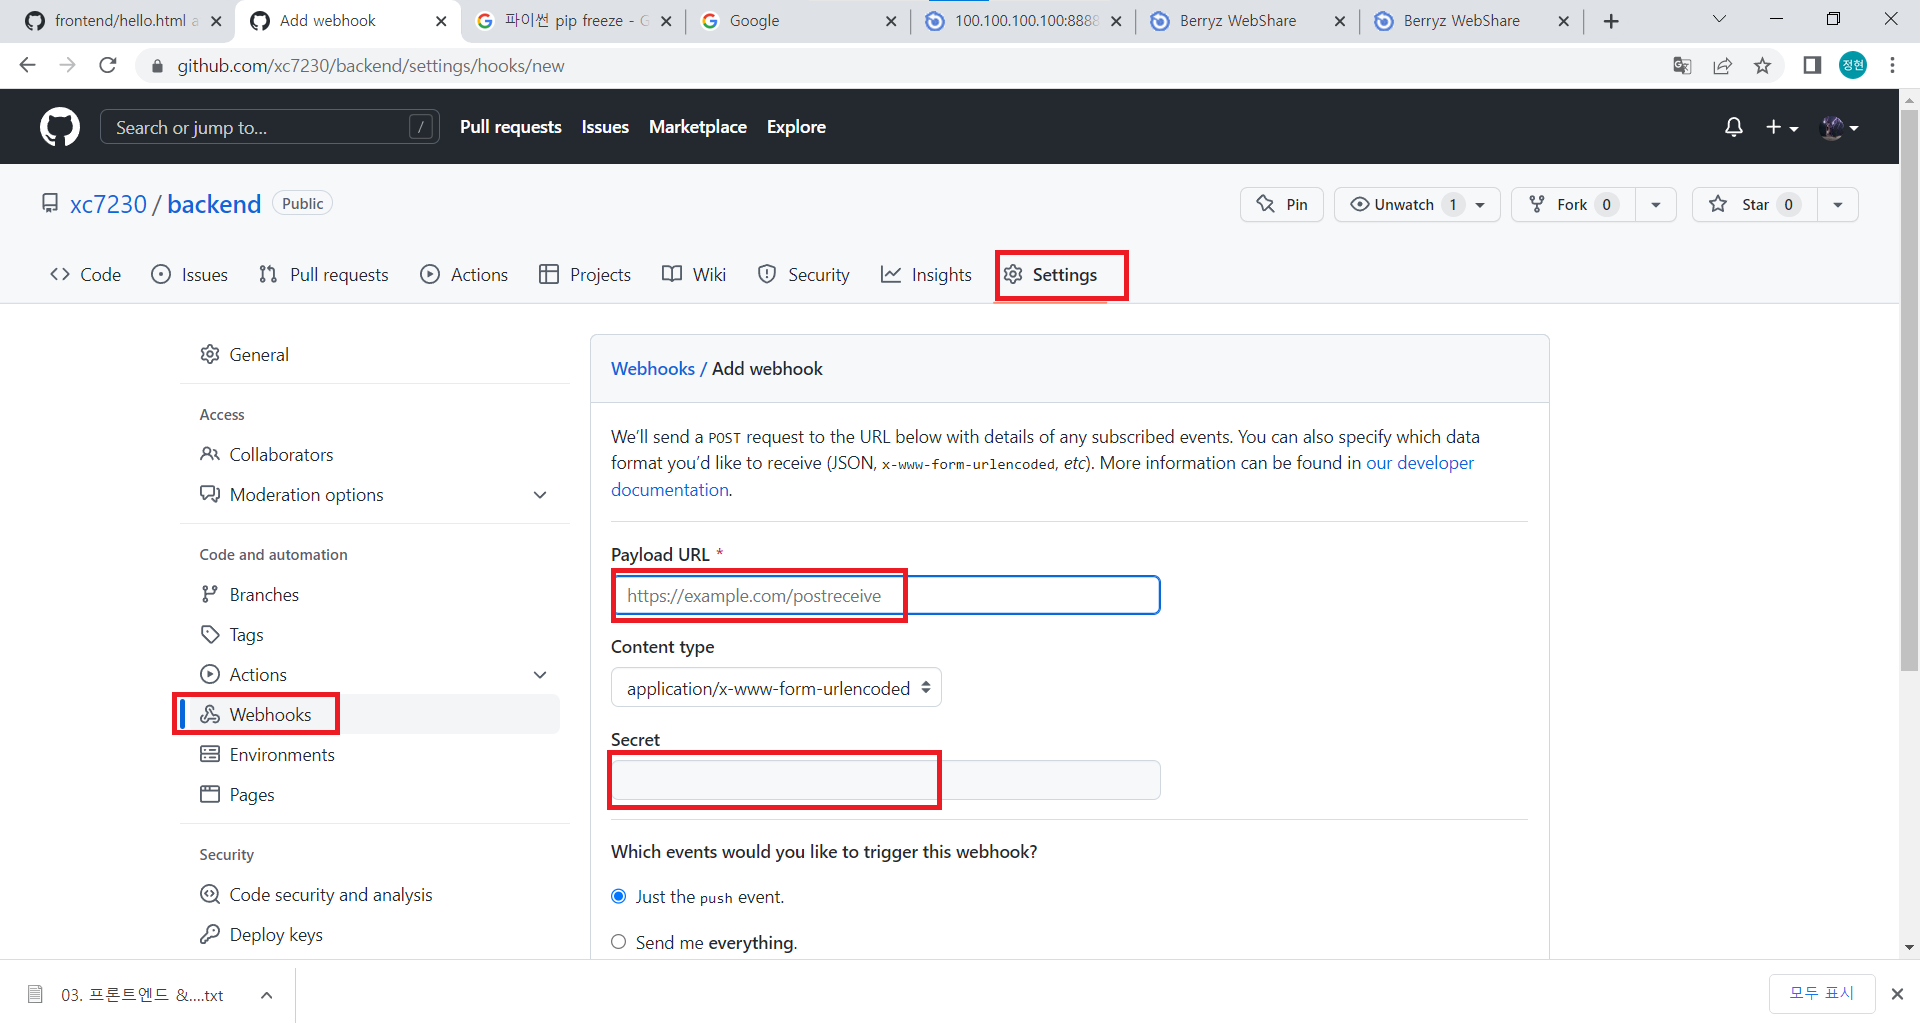 frontend/hello.html a
Add webhook
파이썬 pip freeze - G
Google
100.100.100.100:8888
Berryz WebShare
Berryz WebShare
github.com/xc7230/backend/settings/hooks/new
정현
Search or jump to...
/
Pull requests
Issues
Marketplace
Explore
xc7230 / backend
Public
Pin
Unwatch 1
Fork 0
Star 0
Code
Issues
Pull requests
Actions
Projects
Wiki
Security
Insights
Settings
General
Access
Collaborators
Moderation options
Code and automation
Branches
Tags
Actions
Webhooks
Environments
Pages
Security
Code security and analysis
Deploy keys
Webhooks / Add webhook
We'll send a POST request to the URL below with details of any subscribed events. You can also specify which data
format you'd like to receive (JSON, x-www-form-urlencoded, etc). More information can be found in our developer
documentation.
Payload URL *
https://example.com/postreceive
Content type
application/x-www-form-urlencoded
Secret
Which events would you like to trigger this webhook?
Just the push event.
Send me everything.
03. 프론트엔드 &....txt
모두 표시